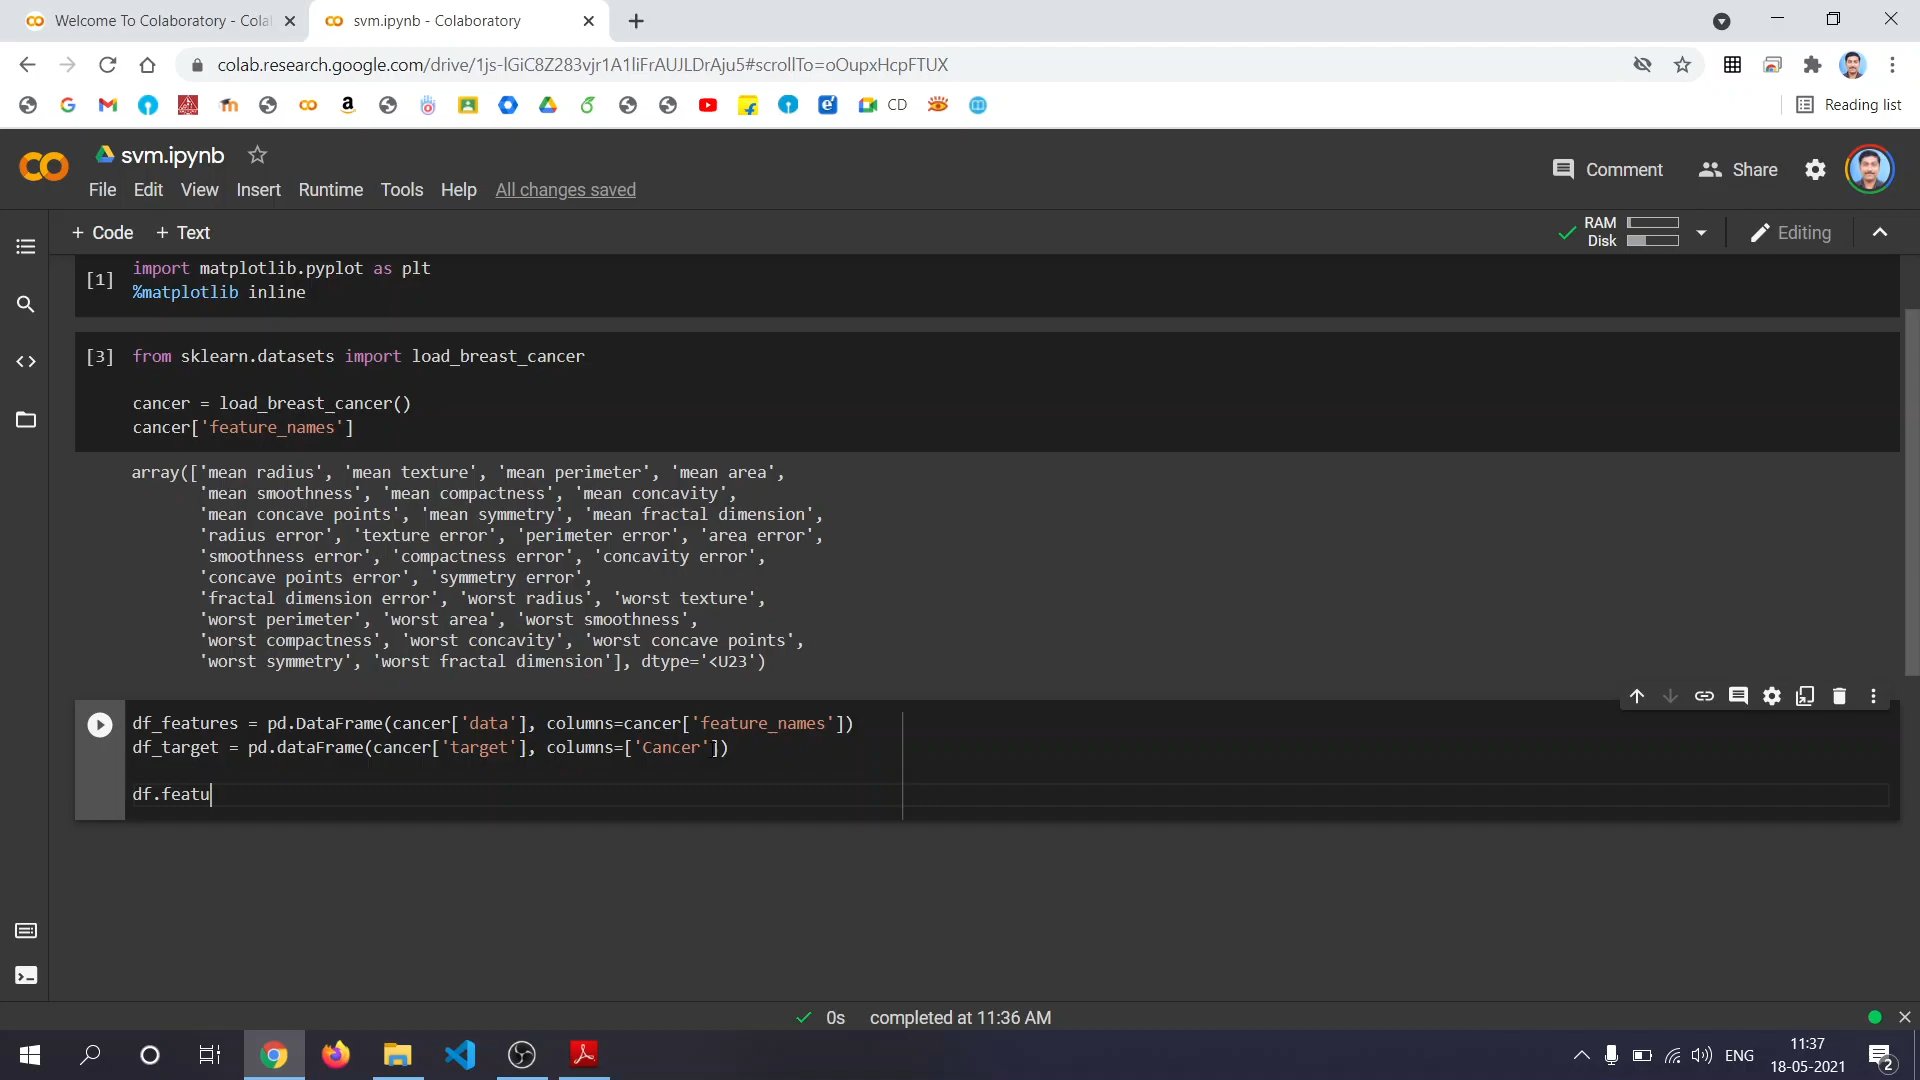 Welcome To Colaboratory - Cola
svm.ipynb - Colaboratory
colab.research.google.com/drive/1js-lGiC8Z283vjr1A1liFrAUJLDrAju5#scrollTo=oOupxHcpFTUX
CD
Reading list
svm.ipynb
File Edit View Insert Runtime Tools Help All changes saved
Comment Share
+ Code + Text
RAM
Disk
Editing
[1] import matplotlib.pyplot as plt
%matplotlib inline
[3] from sklearn.datasets import load_breast_cancer
cancer = load_breast_cancer()
cancer['feature_names']
array(['mean radius', 'mean texture', 'mean perimeter', 'mean area',
'mean smoothness', 'mean compactness', 'mean concavity',
'mean concave points', 'mean symmetry', 'mean fractal dimension',
'radius error', 'texture error', 'perimeter error', 'area error',
'smoothness error', 'compactness error', 'concavity error',
'concave points error', 'symmetry error',
'fractal dimension error', 'worst radius', 'worst texture',
'worst perimeter', 'worst area', 'worst smoothness',
'worst compactness', 'worst concavity', 'worst concave points',
'worst symmetry', 'worst fractal dimension'], dtype='<U23')
df_features = pd.DataFrame(cancer['data'], columns=cancer['feature_names'])
df_target = pd.dataFrame(cancer['target'], columns=['Cancer'])
df.featu
0s completed at 11:36 AM
ENG
11:37
18-05-2021
2